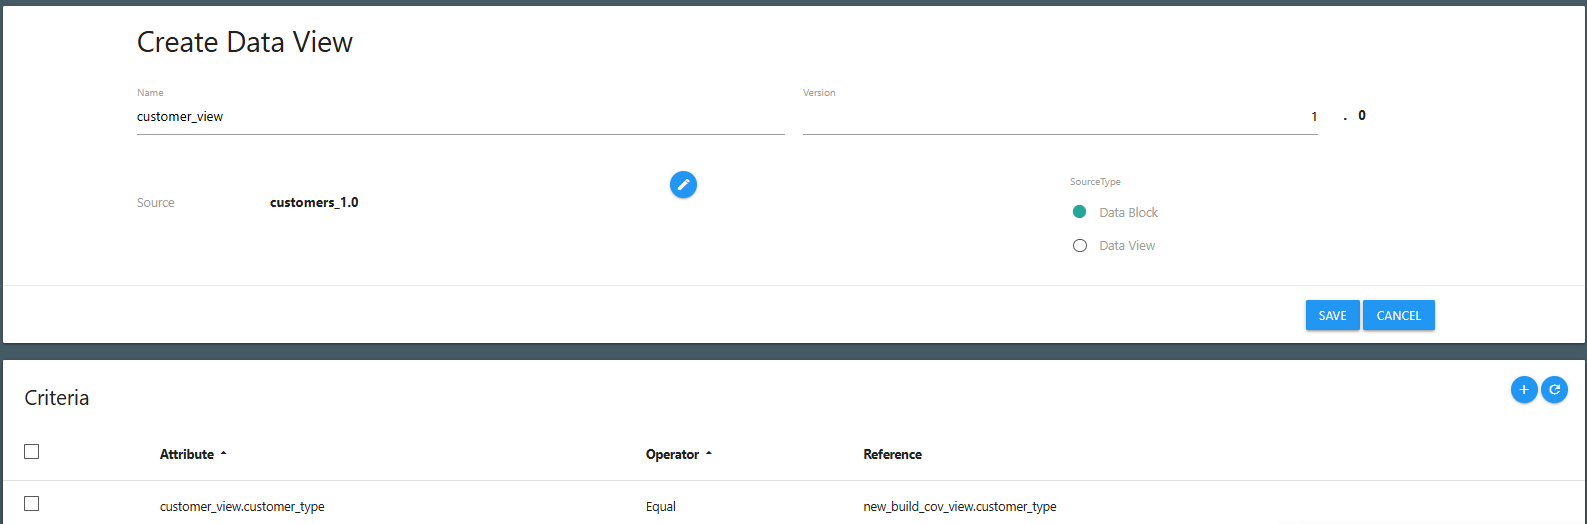 Create Data View
Name
Version
customer_view
1 . 0
Source customers_1.0
SourceType
Data Block
Data View
SAVE CANCEL
Criteria
Attribute Operator Reference
customer_view.customer_type Equal new_build_cov_view.customer_type